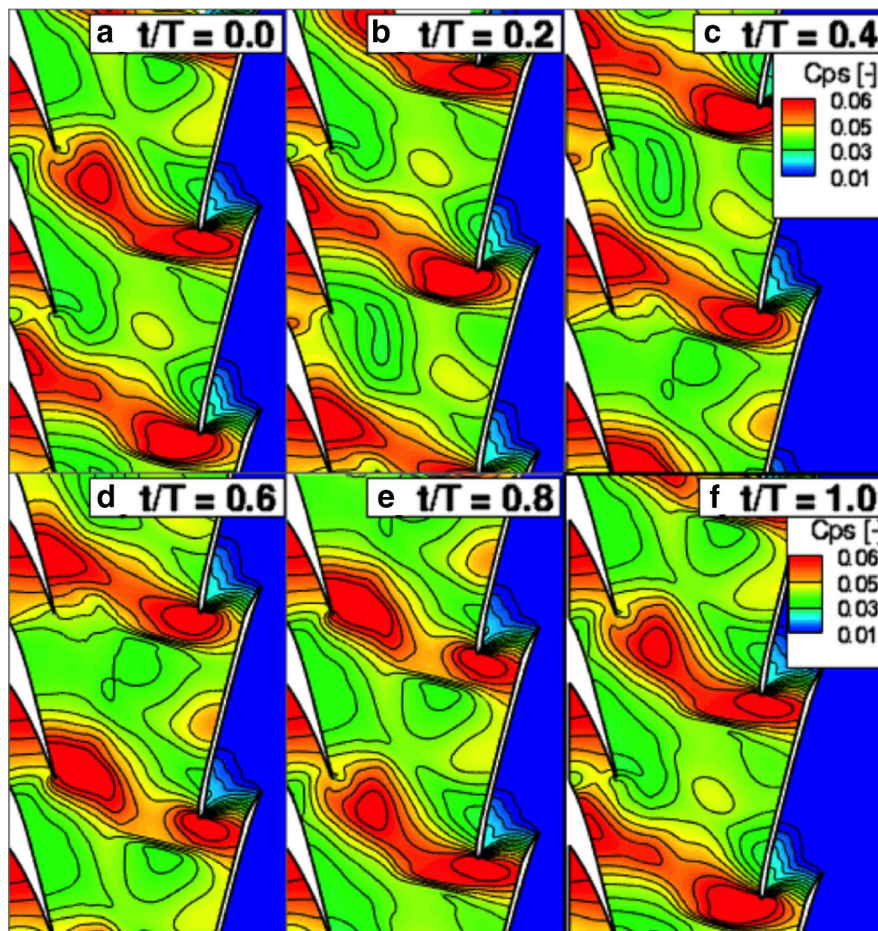 a t/T = 0.0
b t/T = 0.2
c t/T = 0.4
Cps [-]
0.06
0.05
0.03
0.01
d t/T = 0.6
e t/T = 0.8
f t/T = 1.0
Cps [-]
0.06
0.05
0.03
0.01